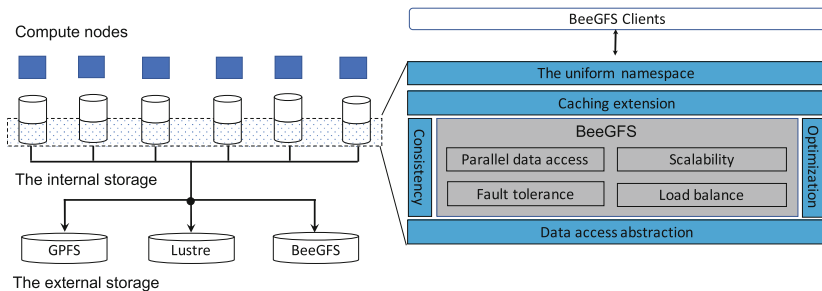 Compute nodes
The internal storage
GPFS
Lustre
BeeGFS
The external storage
BeeGFS Clients
The uniform namespace
Caching extension
Consistency
BeeGFS
Parallel data access
Scalability
Fault tolerance
Load balance
Optimization
Data access abstraction